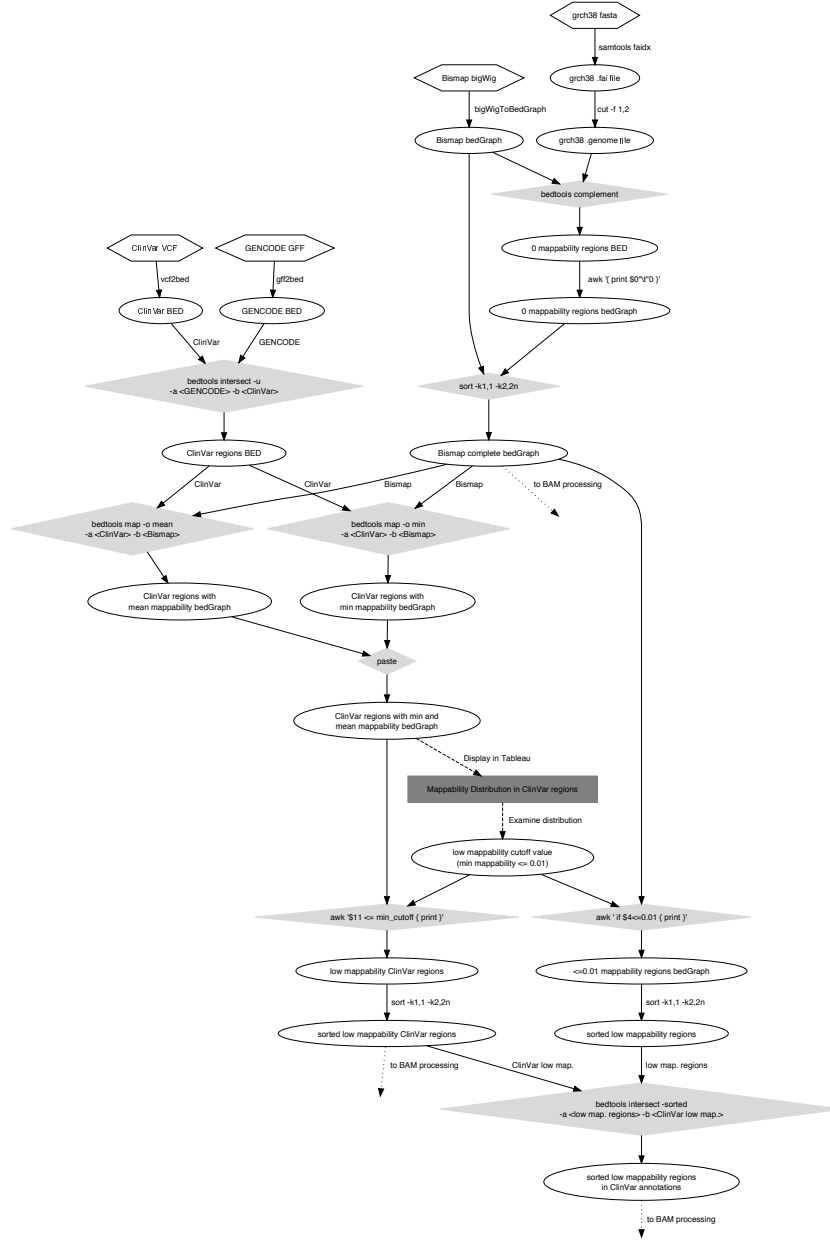 grch38 fasta
samtools faidx
Bismap bigWig
grch38 .fai file
bigWigToBedGraph
cut -f 1,2
Bismap bedGraph
grch38 .genome file
bedtools complement
ClinVar VCF
GENCODE GFF
0 mappability regions BED
vcf2bed
gff2bed
awk '{ print $0"\t"0 }'
ClinVar BED
GENCODE BED
0 mappability regions bedGraph
ClinVar
GENCODE
bedtools intersect -u
-a <GENCODE> -b <ClinVar>
sort -k1,1 -k2,2n
ClinVar regions BED
Bismap complete bedGraph
ClinVar
ClinVar
Bismap
Bismap
to BAM processing
bedtools map -o mean
-a <ClinVar> -b <Bismap>
bedtools map -o min
-a <ClinVar> -b <Bismap>
ClinVar regions with
mean mappability bedGraph
ClinVar regions with
min mappability bedGraph
paste
ClinVar regions with min and
mean mappability bedGraph
Display in Tableau
Mappability Distribution in ClinVar regions
Examine distribution
low mappability cutoff value
(min mappability <= 0.01)
awk '$11 <= min_cutoff { print }'
awk ' if $4<=0.01 { print }'
low mappability ClinVar regions
<=0.01 mappability regions bedGraph
sort -k1,1 -k2,2n
sort -k1,1 -k2,2n
sorted low mappability ClinVar regions
sorted low mappability regions
to BAM processing
ClinVar low map.
low map. regions
bedtools intersect -sorted
-a <low map. regions> -b <ClinVar low map.>
sorted low mappability regions
in ClinVar annotations
to BAM processing